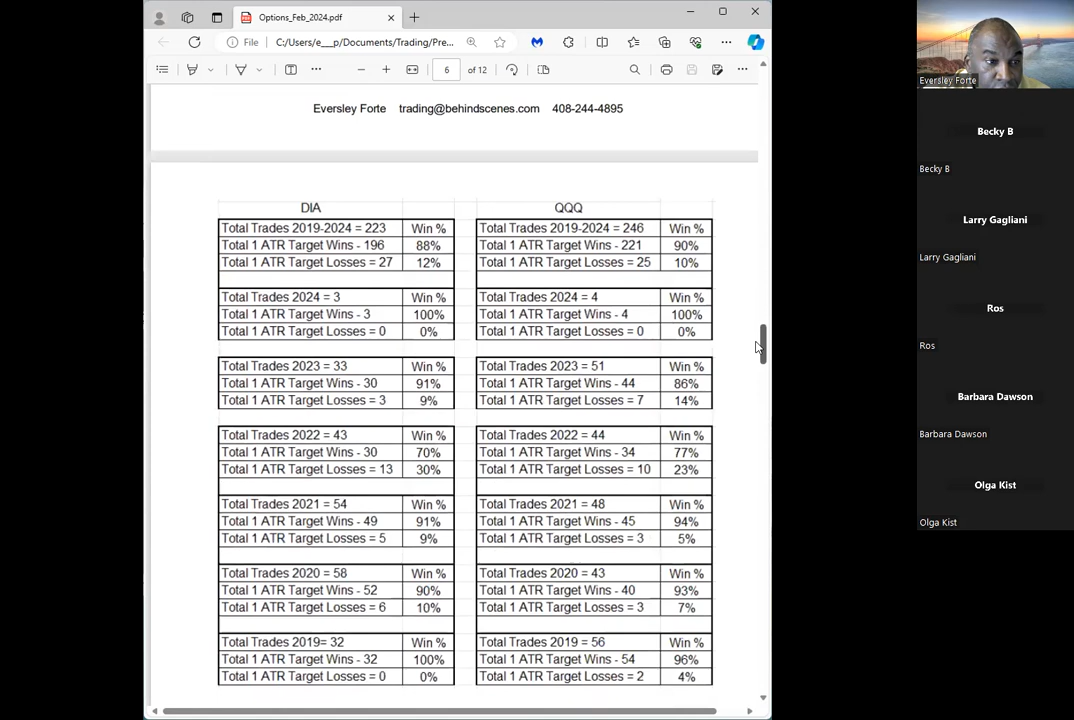 Options_Feb_2024.pdf
File
C:/Users/e___p/Documents/Trading/Pre...
6 of 12
Eversley Forte trading@behindscenes.com 408-244-4895
DIA
Total Trades 2019-2024 = 223 Win %
Total 1 ATR Target Wins - 196 88%
Total 1 ATR Target Losses = 27 12%
Total Trades 2024 = 3 Win %
Total 1 ATR Target Wins - 3 100%
Total 1 ATR Target Losses = 0 0%
Total Trades 2023 = 33 Win %
Total 1 ATR Target Wins - 30 91%
Total 1 ATR Target Losses = 3 9%
Total Trades 2022 = 43 Win %
Total 1 ATR Target Wins - 30 70%
Total 1 ATR Target Losses = 13 30%
Total Trades 2021 = 54 Win %
Total 1 ATR Target Wins - 49 91%
Total 1 ATR Target Losses = 5 9%
Total Trades 2020 = 58 Win %
Total 1 ATR Target Wins - 52 90%
Total 1 ATR Target Losses = 6 10%
Total Trades 2019= 32 Win %
Total 1 ATR Target Wins - 32 100%
Total 1 ATR Target Losses = 0 0%
QQQ
Total Trades 2019-2024 = 246 Win %
Total 1 ATR Target Wins - 221 90%
Total 1 ATR Target Losses = 25 10%
Total Trades 2024 = 4 Win %
Total 1 ATR Target Wins - 4 100%
Total 1 ATR Target Losses = 0 0%
Total Trades 2023 = 51 Win %
Total 1 ATR Target Wins - 44 86%
Total 1 ATR Target Losses = 7 14%
Total Trades 2022 = 44 Win %
Total 1 ATR Target Wins - 34 77%
Total 1 ATR Target Losses = 10 23%
Total Trades 2021 = 48 Win %
Total 1 ATR Target Wins - 45 94%
Total 1 ATR Target Losses = 3 5%
Total Trades 2020 = 43 Win %
Total 1 ATR Target Wins - 40 93%
Total 1 ATR Target Losses = 3 7%
Total Trades 2019 = 56 Win %
Total 1 ATR Target Wins - 54 96%
Total 1 ATR Target Losses = 2 4%
Eversley Forte
Becky B
Becky B
Larry Gagliani
Larry Gagliani
Ros
Ros
Barbara Dawson
Barbara Dawson
Olga Kist
Olga Kist